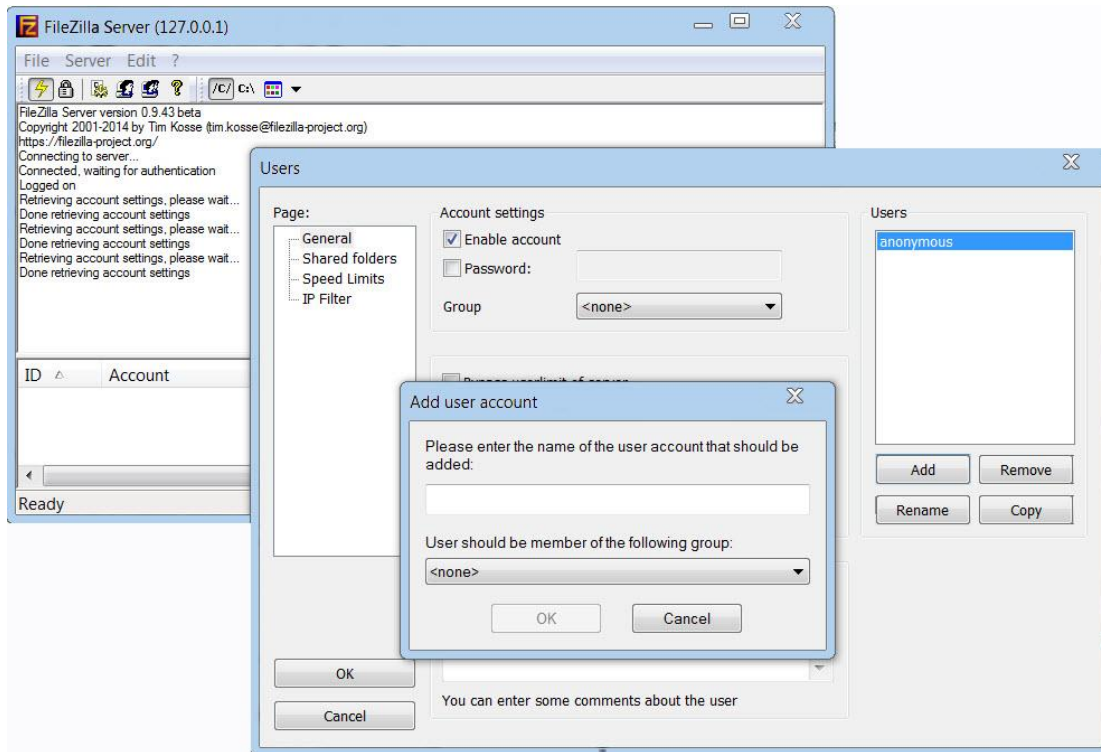 FileZilla Server (127.0.0.1)
File Server Edit ?
/C/ C:\
FileZilla Server version 0.9.43 beta
Copyright 2001-2014 by Tim Kosse (tim.kosse@filezilla-project.org)
https://filezilla-project.org/
Connecting to server...
Connected, waiting for authentication
Logged on
Retrieving account settings, please wait...
Done retrieving account settings
Retrieving account settings, please wait...
Done retrieving account settings
Retrieving account settings, please wait...
Done retrieving account settings
ID Account
Ready
Users
Page:
General
Shared folders
Speed Limits
IP Filter
Account settings
Enable account
Password:
Group <none>
Users
anonymous
Add Remove
Rename Copy
Add user account
Please enter the name of the user account that should be
added:
User should be member of the following group:
<none>
OK Cancel
OK
Cancel
You can enter some comments about the user